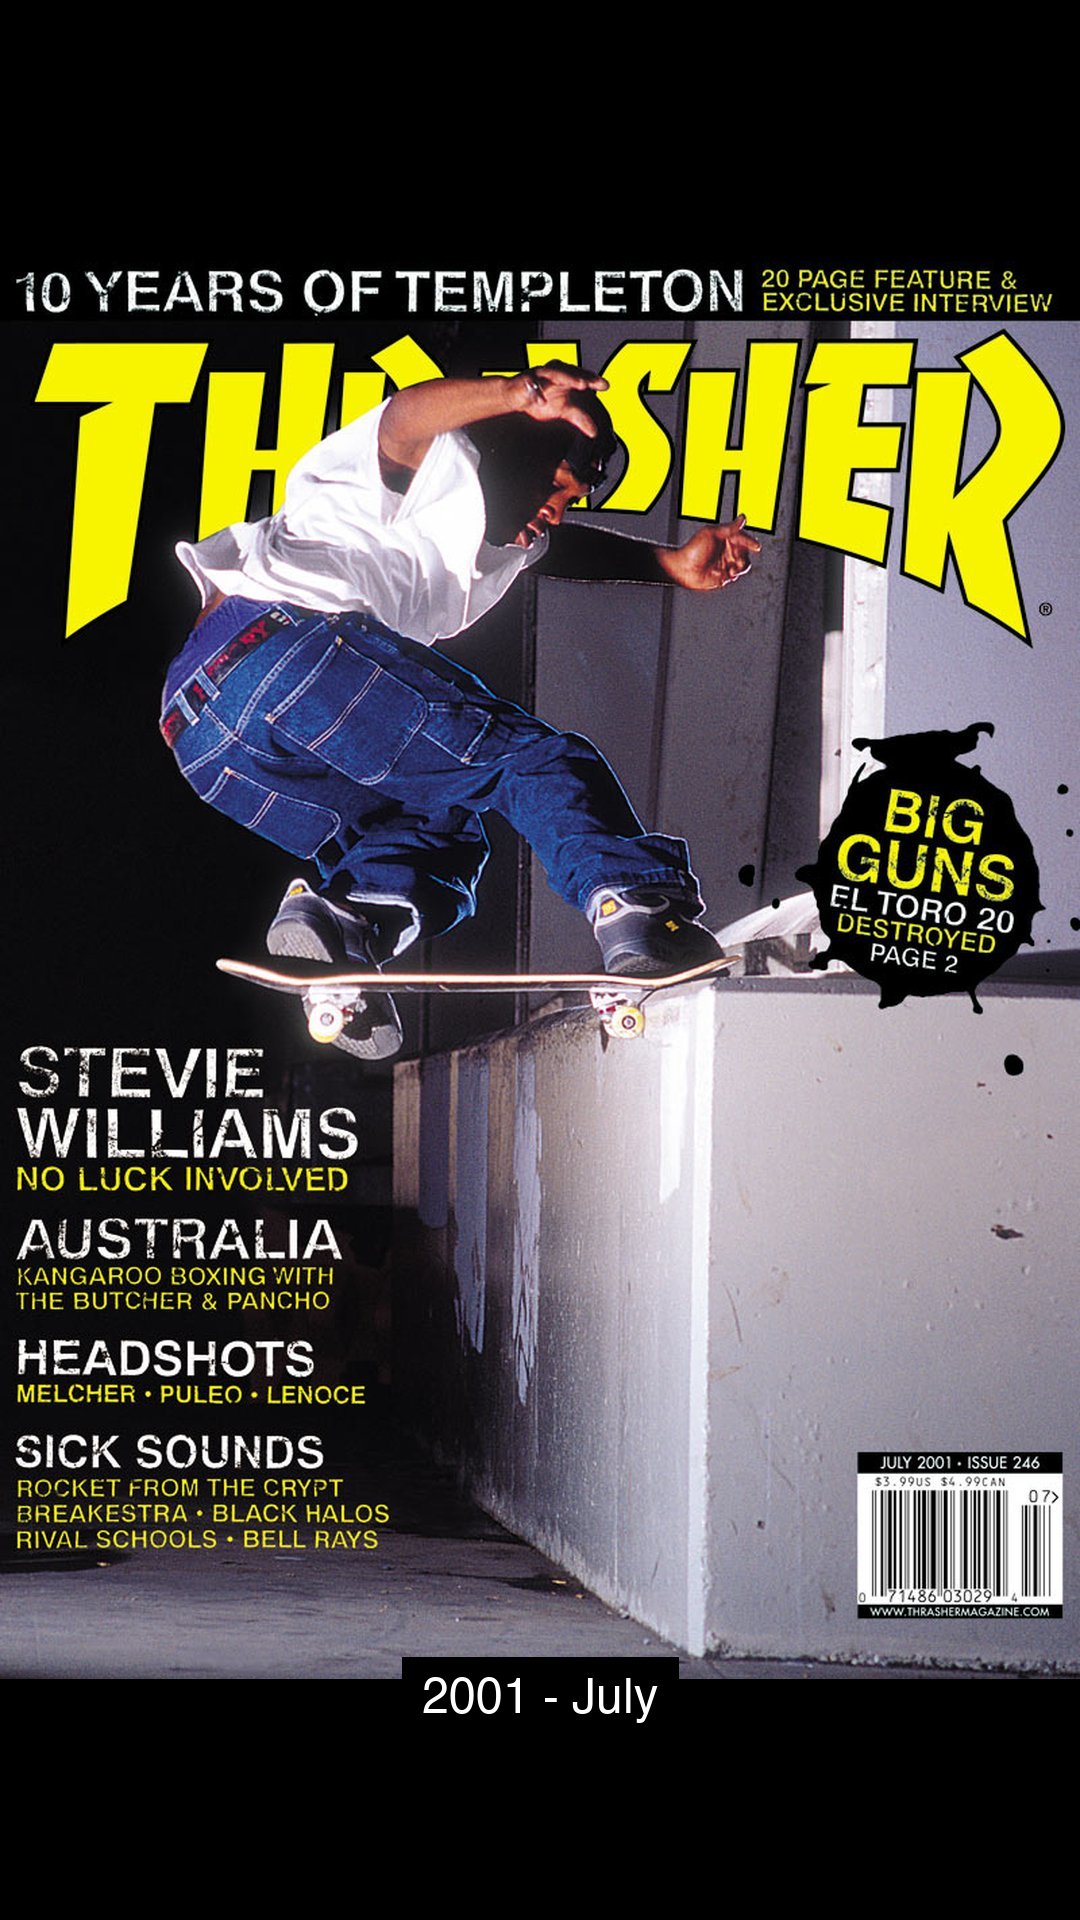 10 YEARS OF TEMPLETON
20 PAGE FEATURE &
EXCLUSIVE INTERVIEW
THRASHER
®
BIG
GUNS
EL TORO 20
DESTROYED
PAGE 2
STEVIE
WILLIAMS
NO LUCK INVOLVED
AUSTRALIA
KANGAROO BOXING WITH
THE BUTCHER & PANCHO
HEADSHOTS
MELCHER • PULEO • LENOCE
SICK SOUNDS
ROCKET FROM THE CRYPT
BREAKESTRA • BLACK HALOS
RIVAL SCHOOLS • BELL RAYS
JULY 2001 • ISSUE 246
$3.99US $4.99CAN
07>
0 71486 03029 4
WWW.THRASHERMAGAZINE.COM
2001 - July